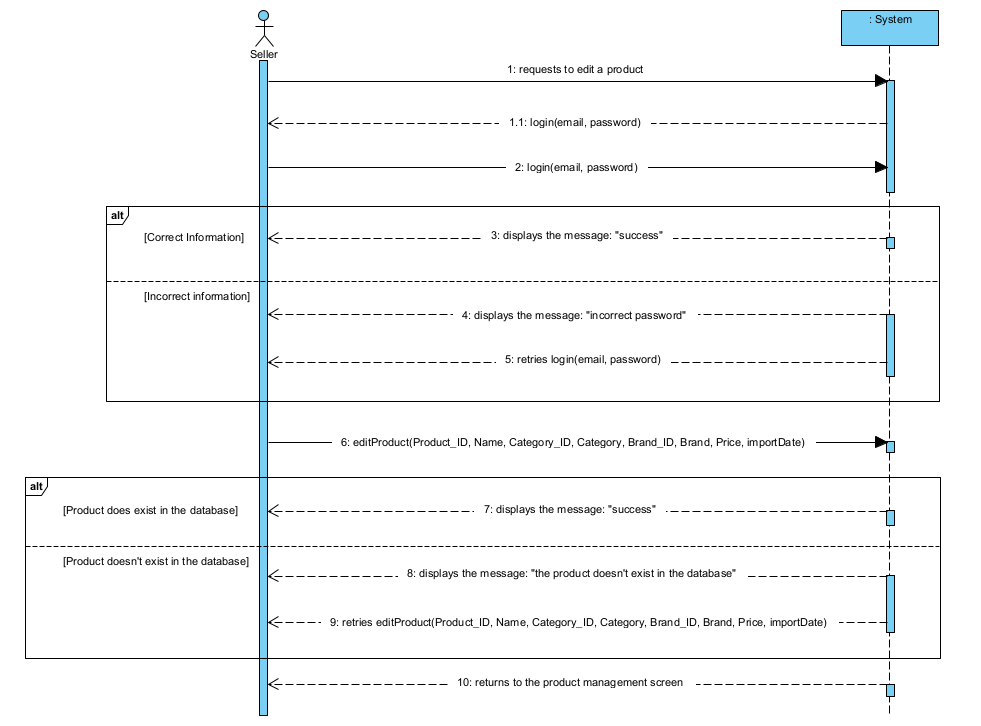 : System
Seller
1: requests to edit a product
1.1: login(email, password)
2: login(email, password)
alt
[Correct Information]
3: displays the message: "success"
[Incorrect information]
4: displays the message: "incorrect password"
5: retries login(email, password)
6: editProduct(Product_ID, Name, Category_ID, Category, Brand_ID, Brand, Price, importDate)
alt
[Product does exist in the database]
7: displays the message: "success"
[Product doesn't exist in the database]
8: displays the message: "the product doesn't exist in the database"
9: retries editProduct(Product_ID, Name, Category_ID, Category, Brand_ID, Brand, Price, importDate)
10: returns to the product management screen